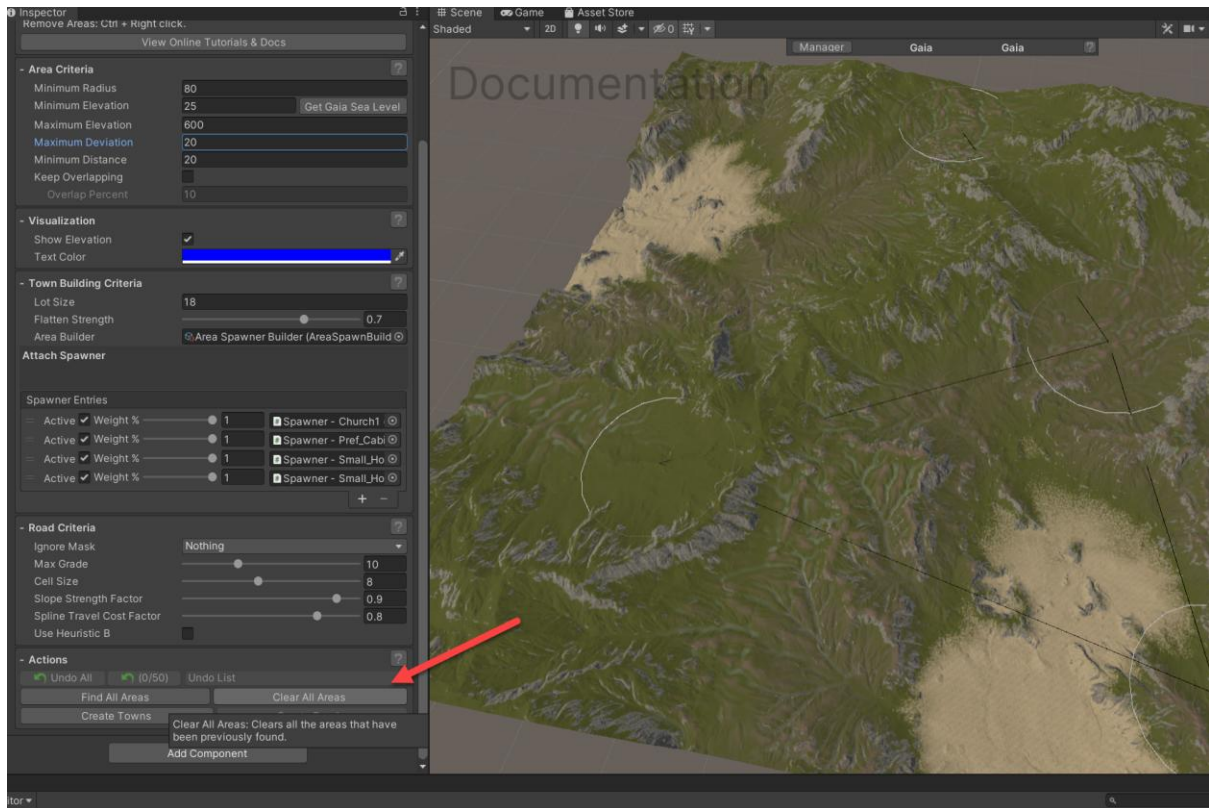 Inspector
Remove Areas: Ctrl + Right click.
View Online Tutorials & Docs
- Area Criteria
?
Minimum Radius 80
Minimum Elevation 25 Get Gaia Sea Level
Maximum Elevation 600
Maximum Deviation 20
Minimum Distance 20
Keep Overlapping
Overlap Percent 10
- Visualization
?
Show Elevation
Text Color
- Town Building Criteria
?
Lot Size 18
Flatten Strength 0.7
Area Builder Area Spawner Builder (AreaSpawnBuild
Attach Spawner
Spawner Entries
= Active Weight % 1 Spawner - Church1
= Active Weight % 1 Spawner - Pref_Cabi
= Active Weight % 1 Spawner - Small_Ho
= Active Weight % 1 Spawner - Small_Ho
+ -
- Road Criteria
?
Ignore Mask Nothing
Max Grade 10
Cell Size 8
Slope Strength Factor 0.9
Spline Travel Cost Factor 0.8
Use Heuristic B
- Actions
?
Undo All (0/50) Undo List
Find All Areas Clear All Areas
Create Towns
Clear All Areas: Clears all the areas that have
been previously found.
Add Component
itor
# Scene Game Asset Store
Shaded 2D 0
Manager Gaia Gaia ?
Documentation